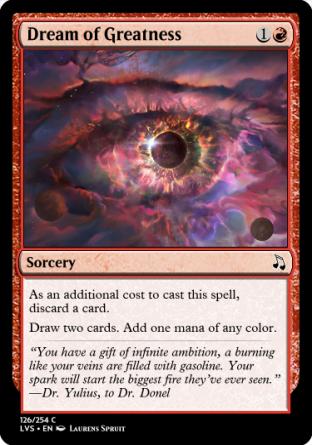 Dream of Greatness 1
Sorcery
As an additional cost to cast this spell,
discard a card.
Draw two cards. Add one mana of any color.
“You have a gift of infinite ambition, a burning
like your veins are filled with gasoline. Your
spark will start the biggest fire they’ve ever seen.”
—Dr. Yulius, to Dr. Donel
126/254 C
LVS • EN Laurens Spruit